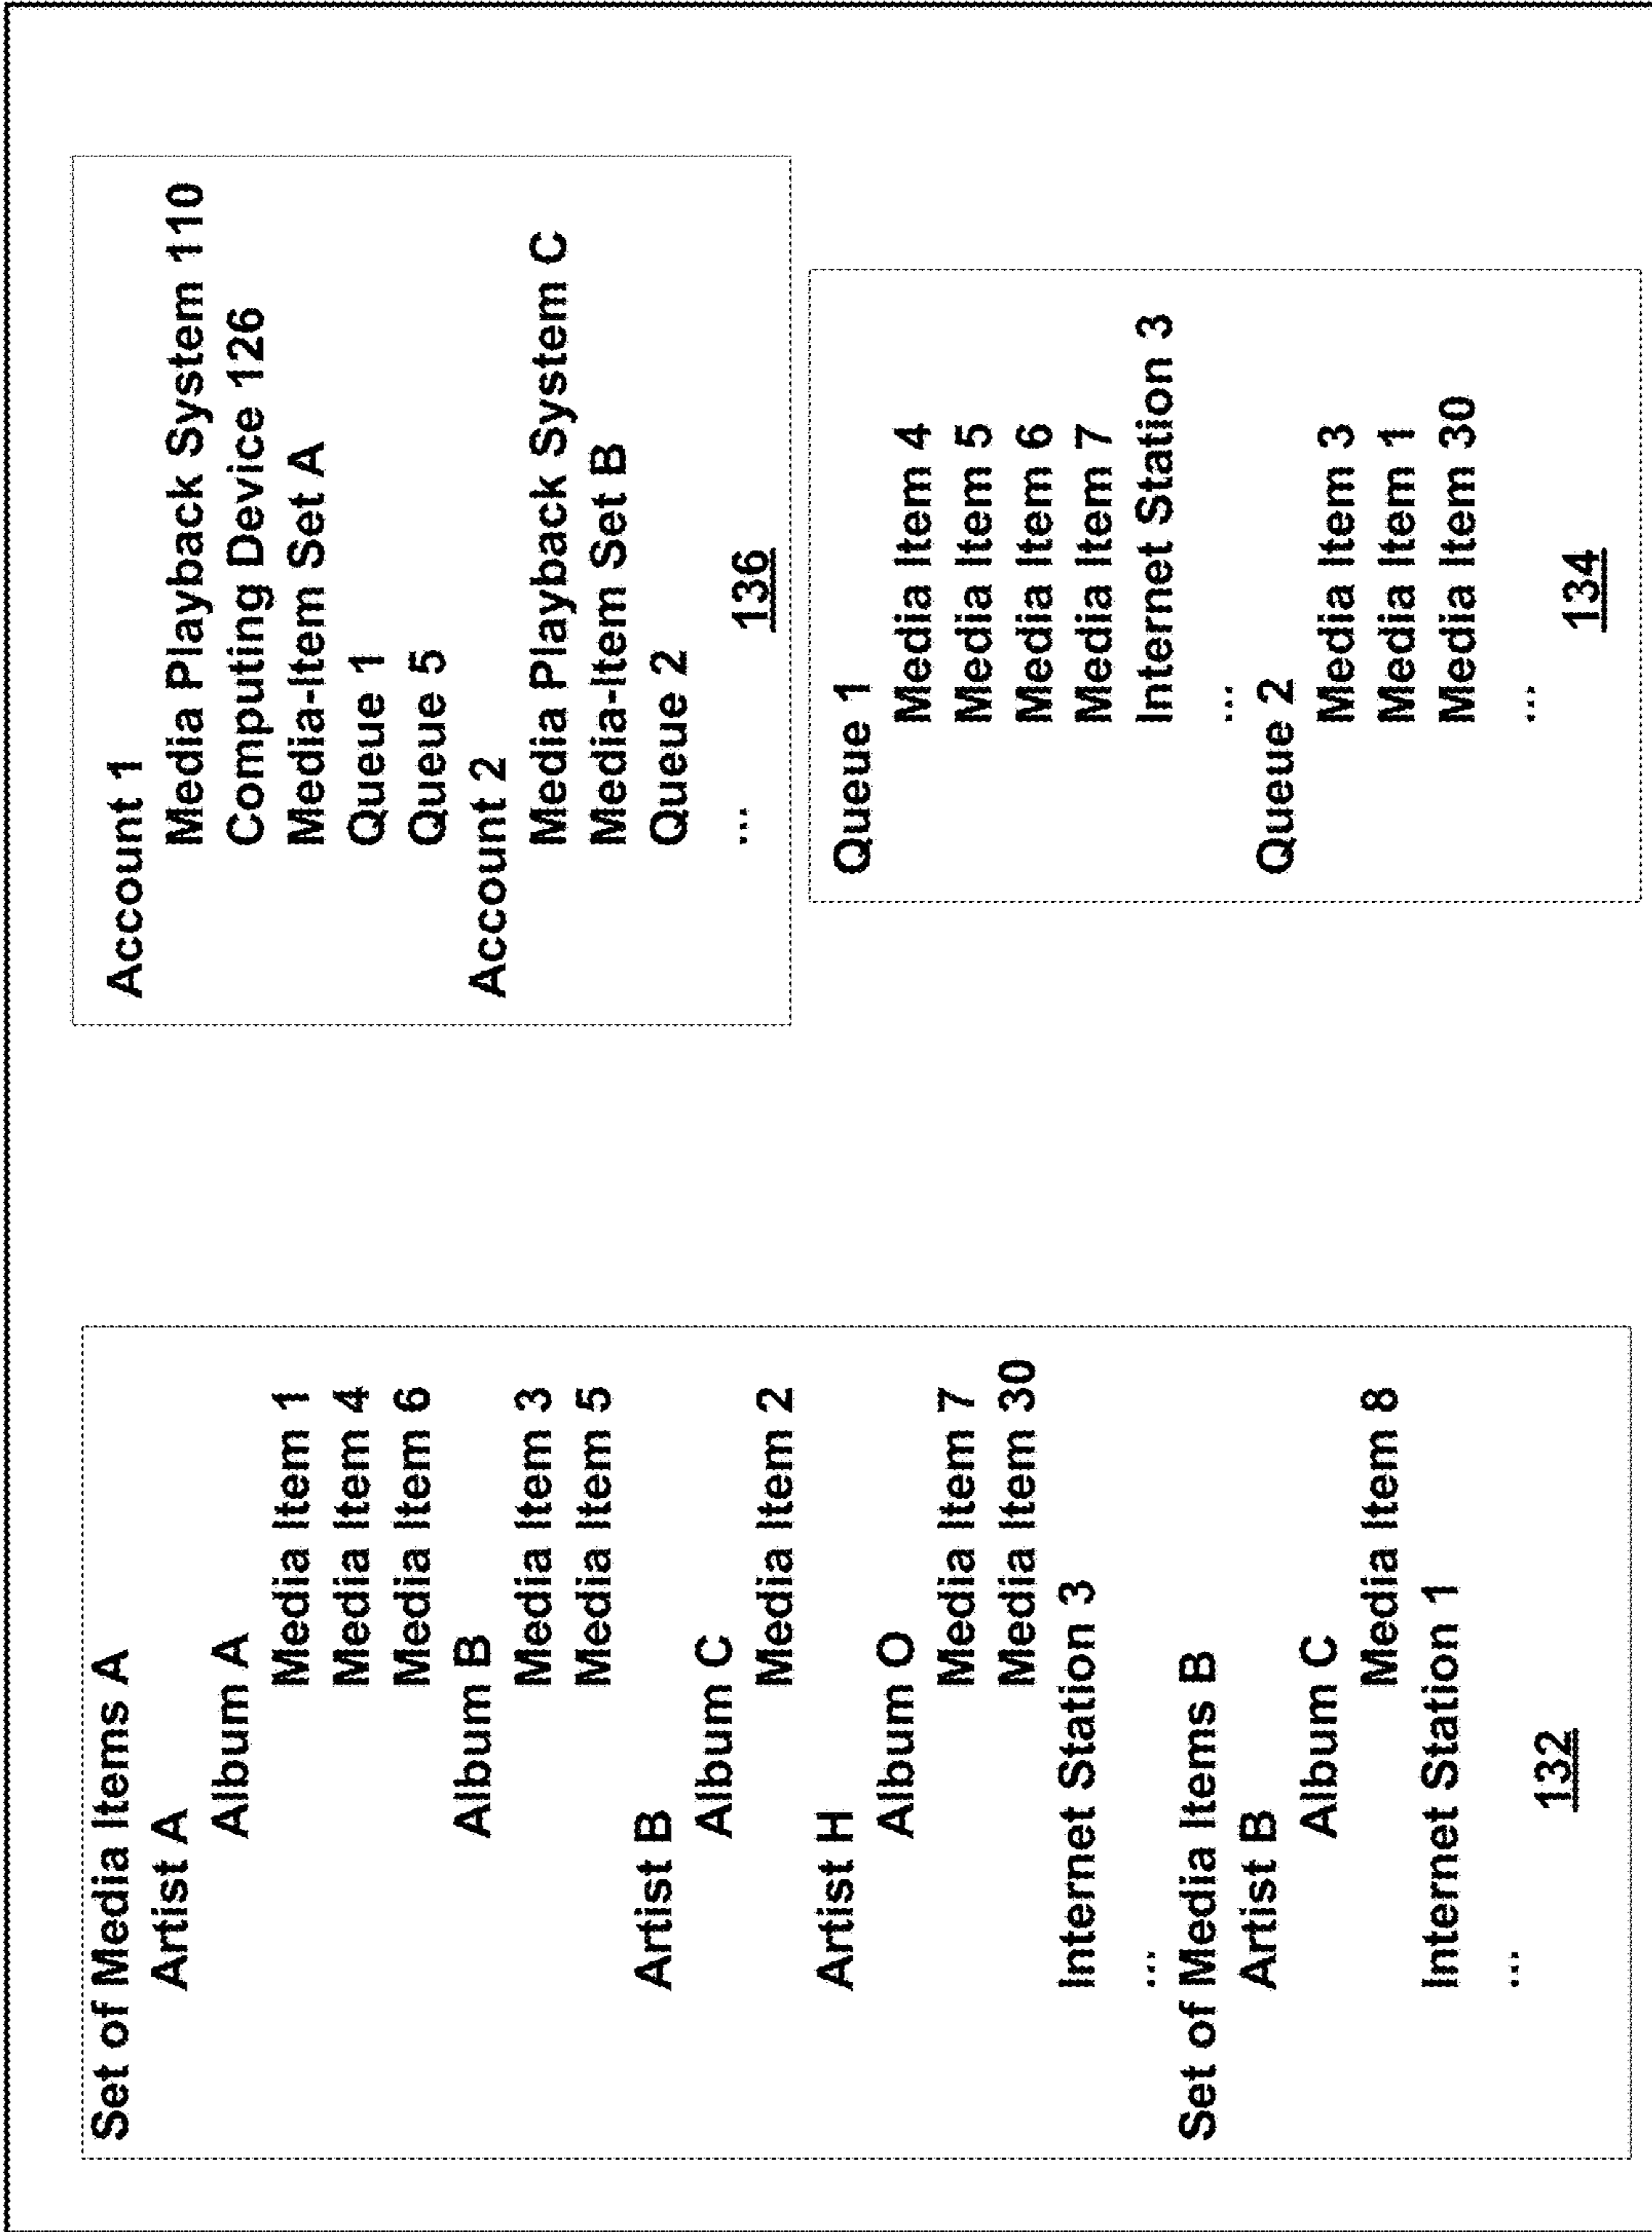 Set of Media Items A
Artist A
Album A
Media Item 1
Media Item 4
Media Item 6
Album B
Media Item 3
Media Item 5
Artist B
Album C
Media Item 2
Artist H
Album O
Media Item 7
Media Item 30
Internet Station 3
...
Set of Media Items B
Artist B
Album C
Media Item 8
Internet Station 1
...
132
Account 1
Media Playback System 110
Computing Device 126
Media-Item Set A
Queue 1
Queue 5
Account 2
Media Playback System C
Media-Item Set B
Queue 2
...
136
Queue 1
Media Item 4
Media Item 5
Media Item 6
Media Item 7
Internet Station 3
...
Queue 2
Media Item 3
Media Item 1
Media Item 30
...
134